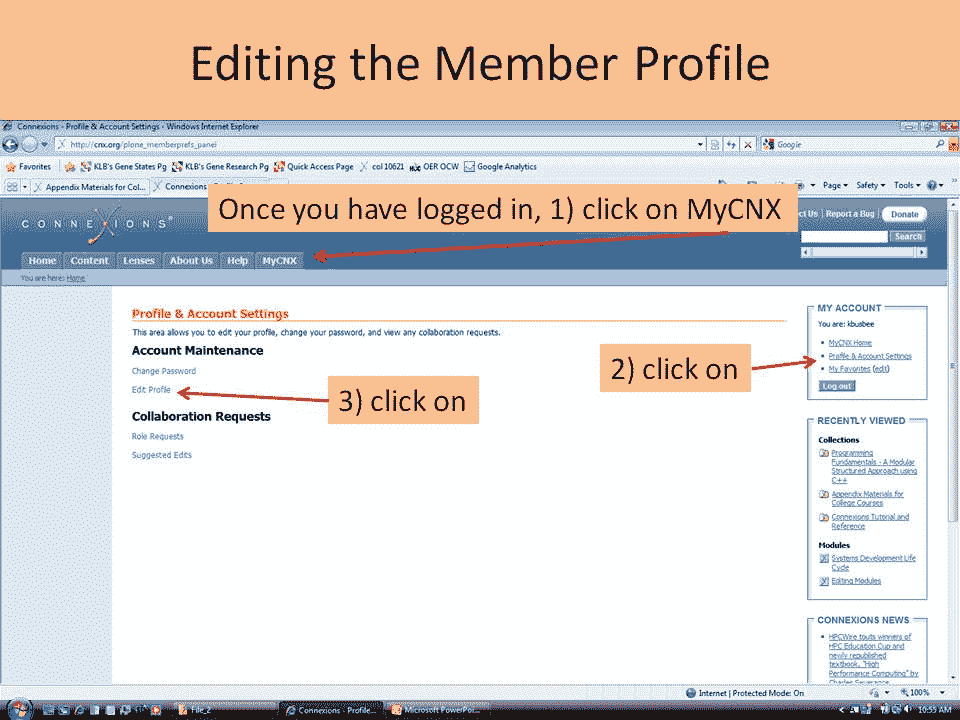 Editing the Member Profile
Connexions - Profile & Account Settings - Windows Internet Explorer
http://cnx.org/plone_memberprefs_panel
Google
Favorites KLB's Gene States Pg KLB's Gene Research Pg Quick Access Page col 10621 OER OCW Google Analytics
Appendix Materials for Col... Connexions
Page Safety Tools
Once you have logged in, 1) click on MyCNX
CONNEXIONS®
ct Us | Report a Bug Donate
Search
Home Content Lenses About Us Help MyCNX
You are here: Home
Profile & Account Settings
This area allows you to edit your profile, change your password, and view any collaboration requests.
Account Maintenance
Change Password
Edit Profile
3) click on
Collaboration Requests
Role Requests
Suggested Edits
2) click on
MY ACCOUNT
You are: kbusbee
MyCNX Home
Profile & Account Settings
My Favorites (edit)
Log out
RECENTLY VIEWED
Collections
Programming
Fundamentals - A Modular
Structured Approach using
C++
Appendix Materials for
College Courses
Connexions Tutorial and
Reference
Modules
Systems Development Life
Cycle
Editing Modules
CONNEXIONS NEWS
HPCWire touts winners of
HPC Education Cup and
newly republished
textbook, "High
Performance Computing" by
Charles Severance
Internet | Protected Mode: On
100%
File_2 Connexions - Profile... Microsoft PowerPoi...
10:55 AM